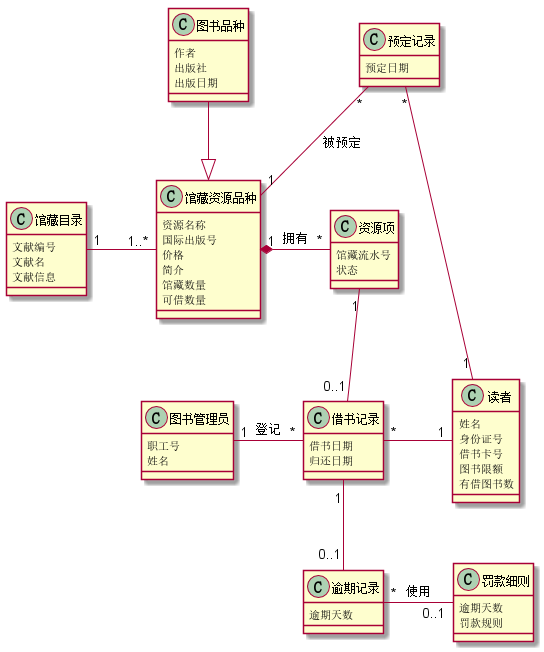 C 图书品种
作者
出版社
出版日期
C 预定记录
预定日期
*
*
被预定
1
C 馆藏资源品种
资源名称
国际出版号
价格
简介
馆藏数量
可借数量
C 馆藏目录
文献编号
文献名
文献信息
1
1..*
1 拥有 *
C 资源项
馆藏流水号
状态
1
0..1
1
C 图书管理员
职工号
姓名
1 登记 *
C 借书记录
借书日期
归还日期
* 1
C 读者
姓名
身份证号
借书卡号
图书限额
有借图书数
1
0..1
C 逾期记录
逾期天数
* 使用
0..1
C 罚款细则
逾期天数
罚款规则